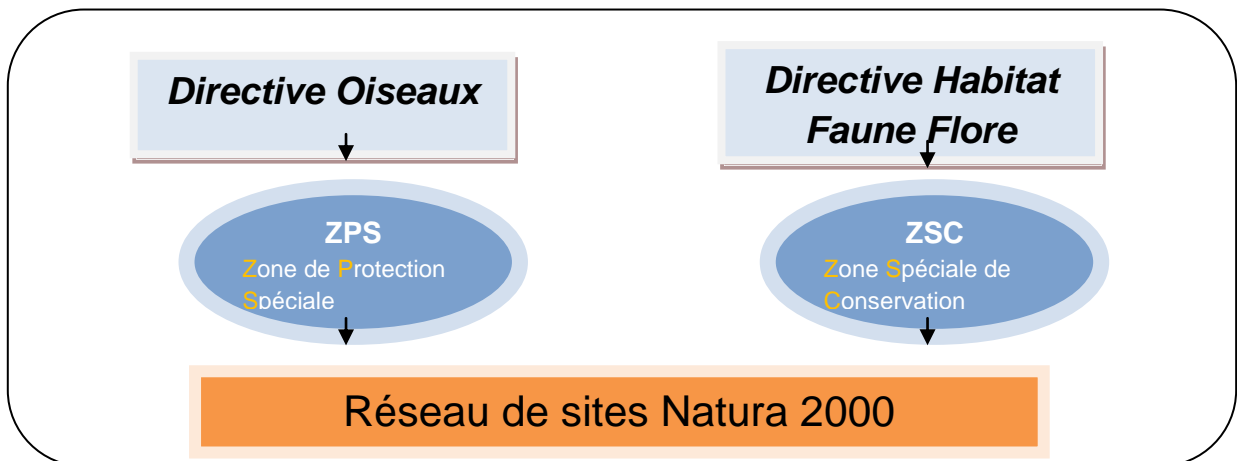 Directive Oiseaux
Directive Habitat
Faune Flore
ZPS
Zone de Protection
Spéciale
ZSC
Zone Spéciale de
Conservation
Réseau de sites Natura 2000